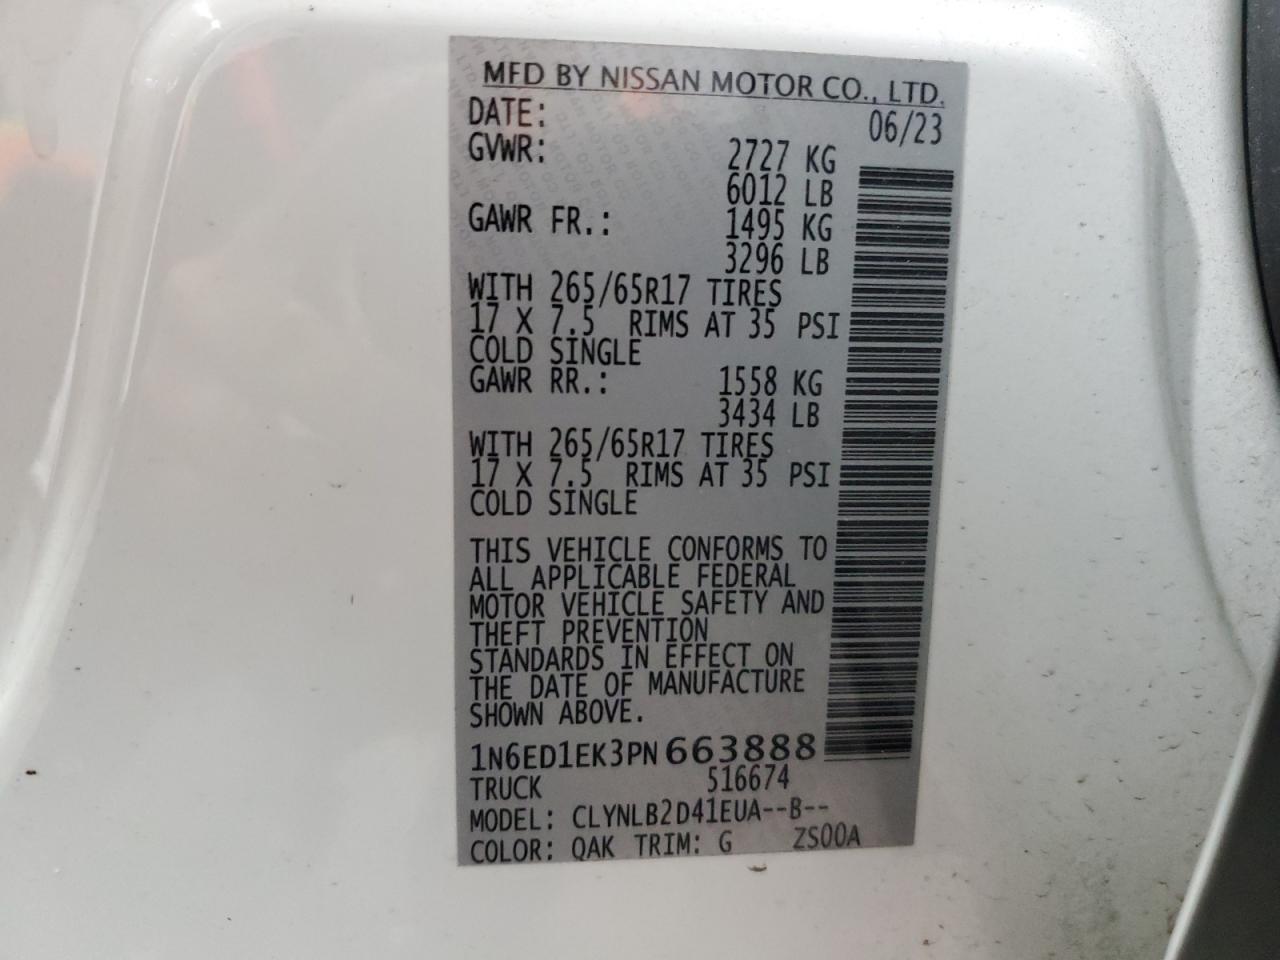 MFD BY NISSAN MOTOR CO., LTD.
DATE: 06/23
GVWR: 2727 KG
6012 LB
GAWR FR.: 1495 KG
3296 LB
WITH 265/65R17 TIRES
17 X 7.5 RIMS AT 35 PSI
COLD SINGLE
GAWR RR.: 1558 KG
3434 LB
WITH 265/65R17 TIRES
17 X 7.5 RIMS AT 35 PSI
COLD SINGLE
THIS VEHICLE CONFORMS TO
ALL APPLICABLE FEDERAL
MOTOR VEHICLE SAFETY AND
THEFT PREVENTION
STANDARDS IN EFFECT ON
THE DATE OF MANUFACTURE
SHOWN ABOVE.
1N6ED1EK3PN663888
TRUCK 516674
MODEL: CLYNLB2D41EUA--B--
COLOR: QAK TRIM: G ZS00A